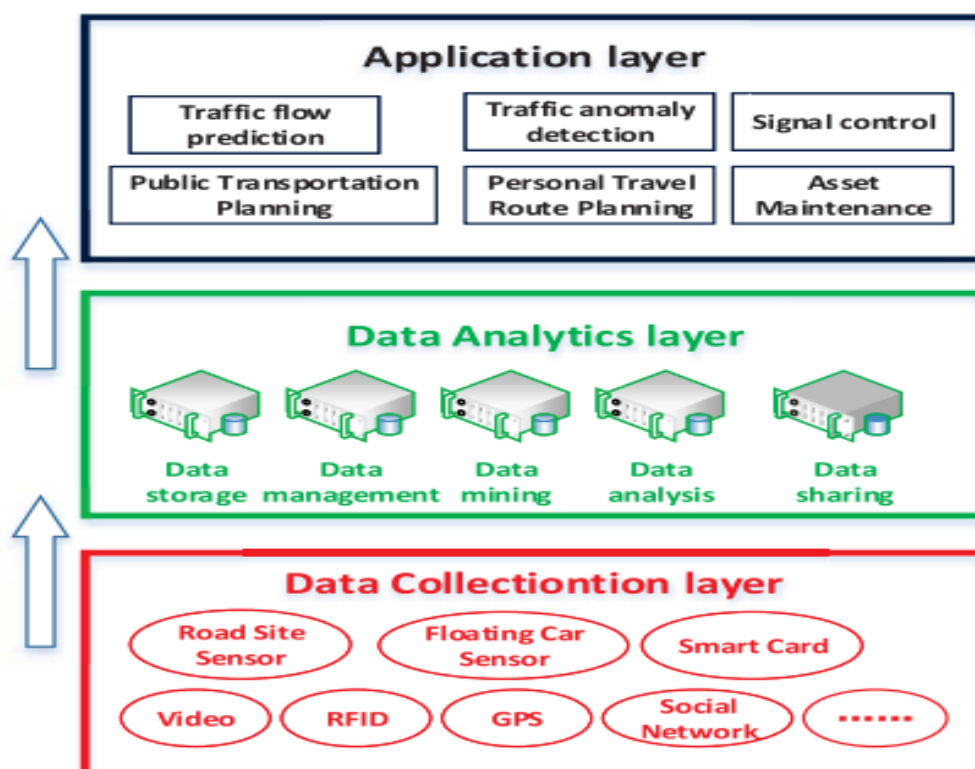 Application layer
Traffic flow
prediction
Traffic anomaly
detection
Signal control
Public Transportation
Planning
Personal Travel
Route Planning
Asset
Maintenance
Data Analytics layer
Data
storage
Data
management
Data
mining
Data
analysis
Data
sharing
Data Collectiontion layer
Road Site
Sensor
Floating Car
Sensor
Smart Card
Video
RFID
GPS
Social
Network
······